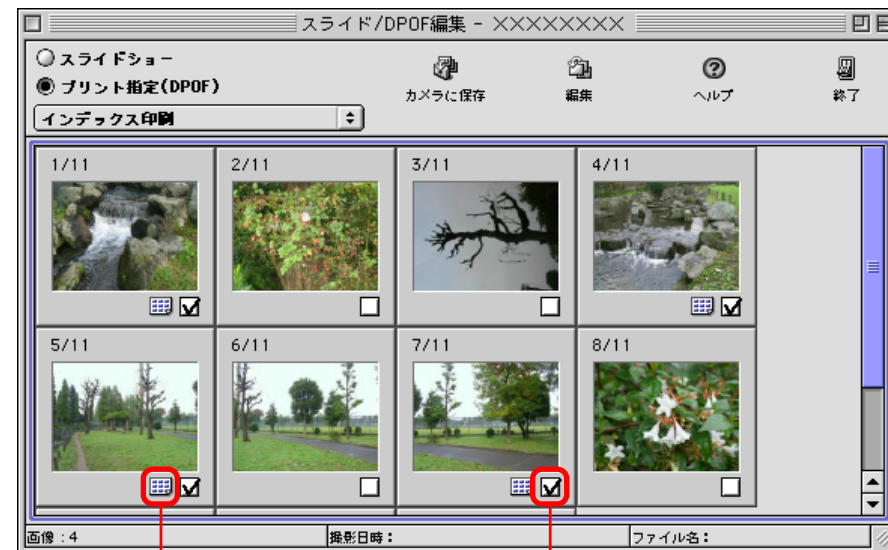 スライド/DPOF編集 - XXXXXXXX
スライドショー
プリント指定(DPOF)
インデックス印刷
カメラに保存
編集
ヘルプ
終了
1/11
2/11
3/11
4/11
5/11
6/11
7/11
8/11
画像:4
撮影日時:
ファイル名: